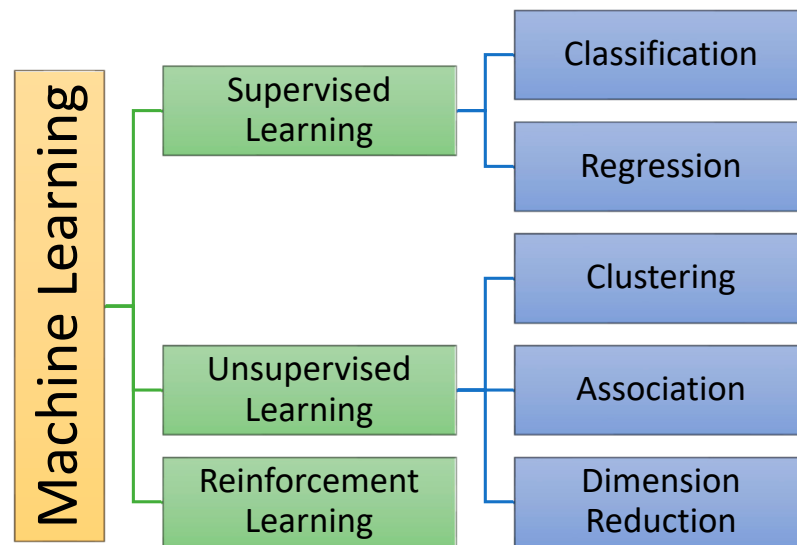 Machine Learning
Supervised
Learning
Classification
Regression
Unsupervised
Learning
Clustering
Association
Dimension
Reduction
Reinforcement
Learning